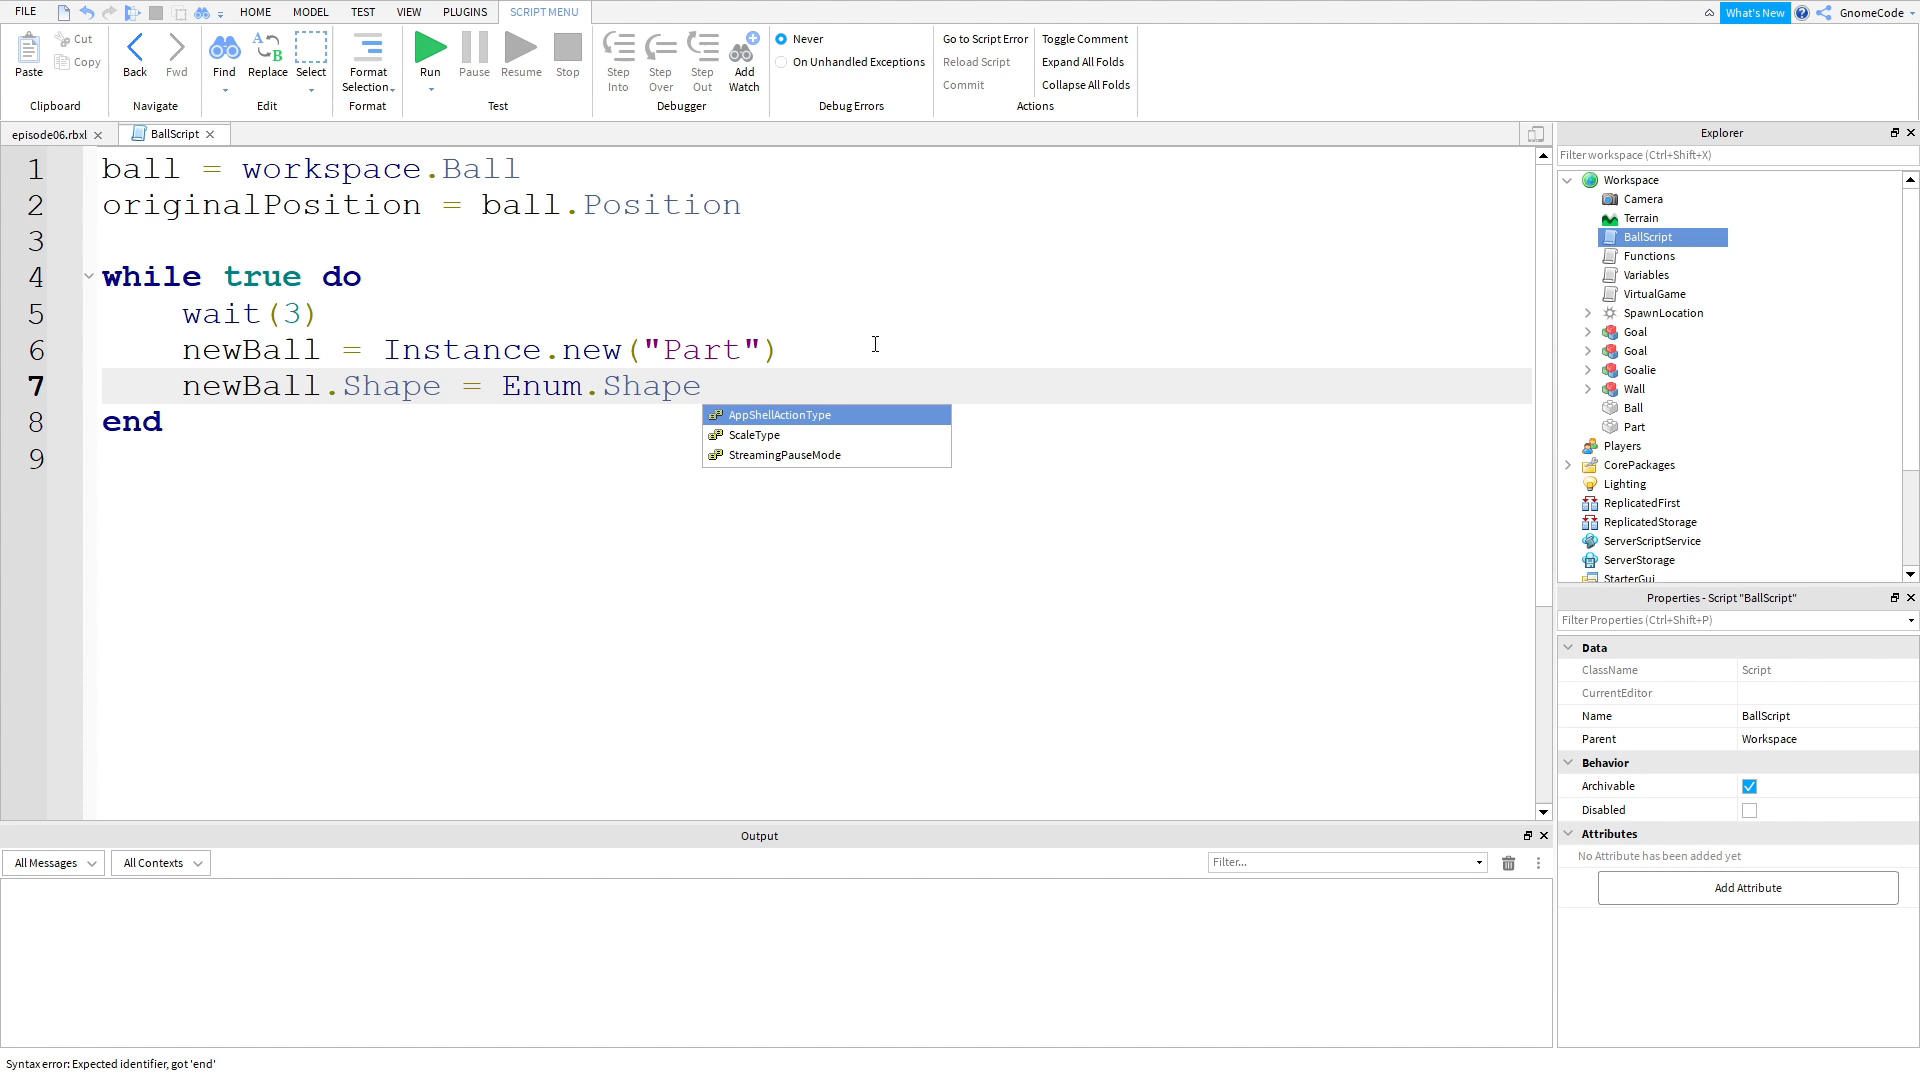 FILE HOME MODEL TEST VIEW PLUGINS SCRIPT MENU What's New GnomeCode
Paste Cut Copy Clipboard
Back Fwd Navigate
Find Replace Select Edit
Format Selection Format
Run Pause Resume Stop Test
Step Into Step Over Step Out Add Watch Debugger
Never
On Unhandled Exceptions
Debug Errors
Go to Script Error Toggle Comment
Reload Script Expand All Folds
Commit Collapse All Folds
Actions
episode06.rbxl BallScript
1 ball = workspace.Ball
2 originalPosition = ball.Position
3
4 while true do
5 wait(3)
6 newBall = Instance.new("Part")
7 newBall.Shape = Enum.Shape
8 end
9
AppShellActionType
ScaleType
StreamingPauseMode
Explorer
Filter workspace (Ctrl+Shift+X)
Workspace
Camera
Terrain
BallScript
Functions
Variables
VirtualGame
SpawnLocation
Goal
Goal
Goalie
Wall
Ball
Part
Players
CorePackages
Lighting
ReplicatedFirst
ReplicatedStorage
ServerScriptService
ServerStorage
StarterGui
Properties - Script "BallScript"
Filter Properties (Ctrl+Shift+P)
Data
ClassName Script
CurrentEditor
Name BallScript
Parent Workspace
Behavior
Archivable
Disabled
Attributes
No Attribute has been added yet
Add Attribute
Output
All Messages All Contexts Filter...
Syntax error: Expected identifier, got 'end'